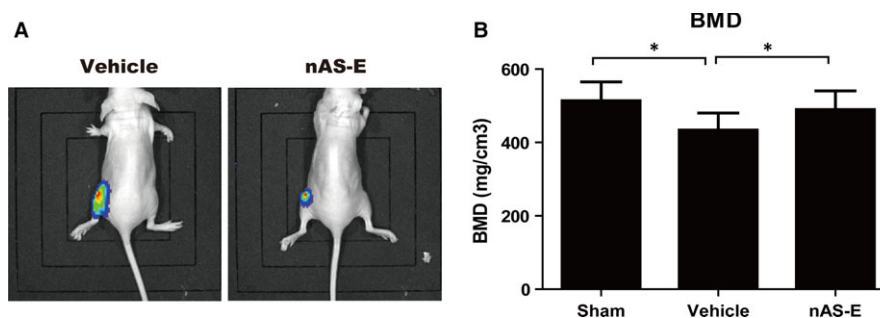 A
Vehicle
nAS-E
B
BMD
*
*
BMD (mg/cm3)
600
400
200
0
Sham
Vehicle
nAS-E